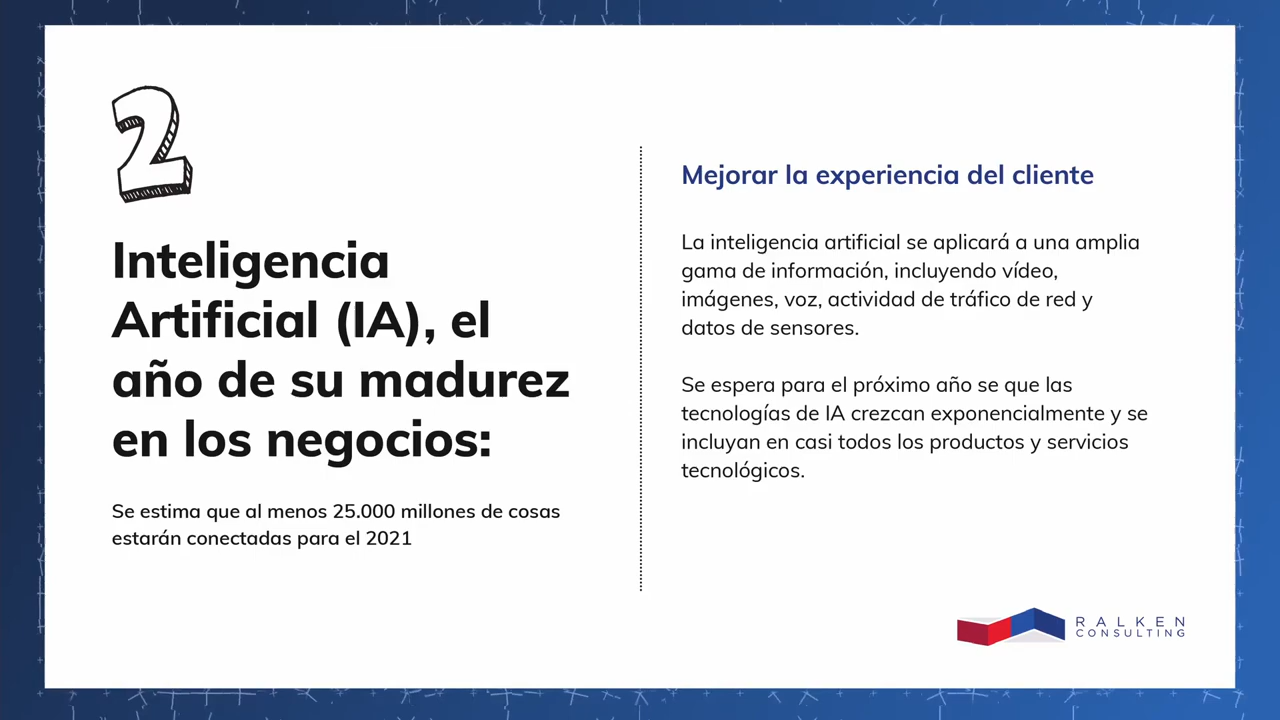 2
Inteligencia
Artificial (IA), el
año de su madurez
en los negocios:
Se estima que al menos 25.000 millones de cosas
estarán conectadas para el 2021
Mejorar la experiencia del cliente
La inteligencia artificial se aplicará a una amplia
gama de información, incluyendo vídeo,
imágenes, voz, actividad de tráfico de red y
datos de sensores.
Se espera para el próximo año se que las
tecnologías de IA crezcan exponencialmente y se
incluyan en casi todos los productos y servicios
tecnológicos.
RALKEN
CONSULTING